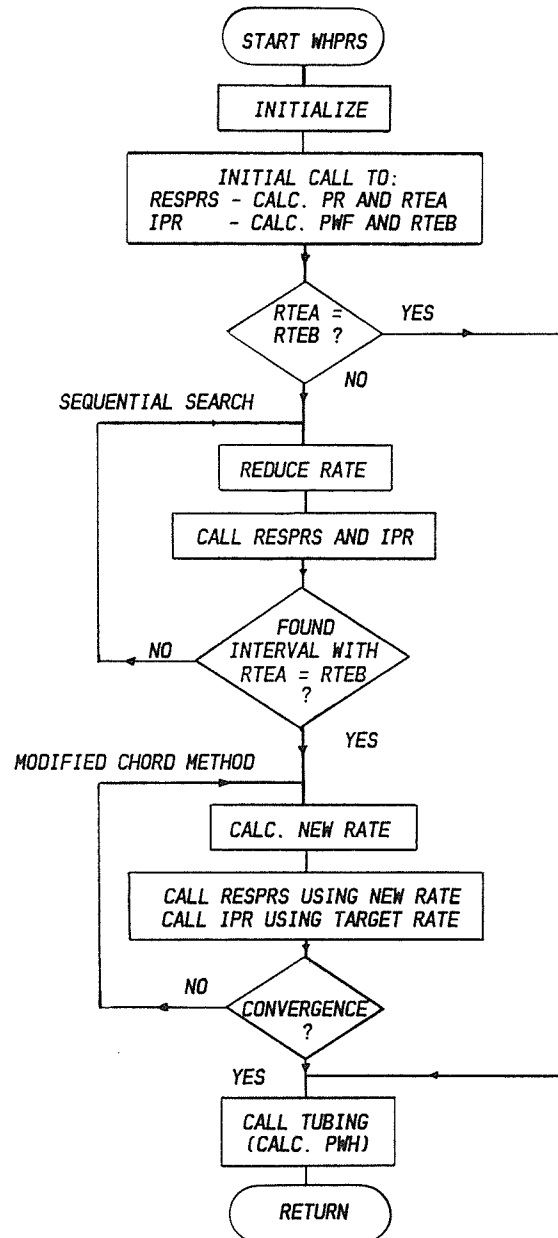 START WHPRS
INITIALIZE
INITIAL CALL TO:
RESPRS - CALC. PR AND RTEA
IPR - CALC. PWF AND RTEB
RTEA =
RTEB ?
YES
NO
SEQUENTIAL SEARCH
REDUCE RATE
CALL RESPRS AND IPR
FOUND
INTERVAL WITH
RTEA = RTEB
?
NO
YES
MODIFIED CHORD METHOD
CALC. NEW RATE
CALL RESPRS USING NEW RATE
CALL IPR USING TARGET RATE
NO
CONVERGENCE
?
YES
CALL TUBING
(CALC. PWH)
RETURN